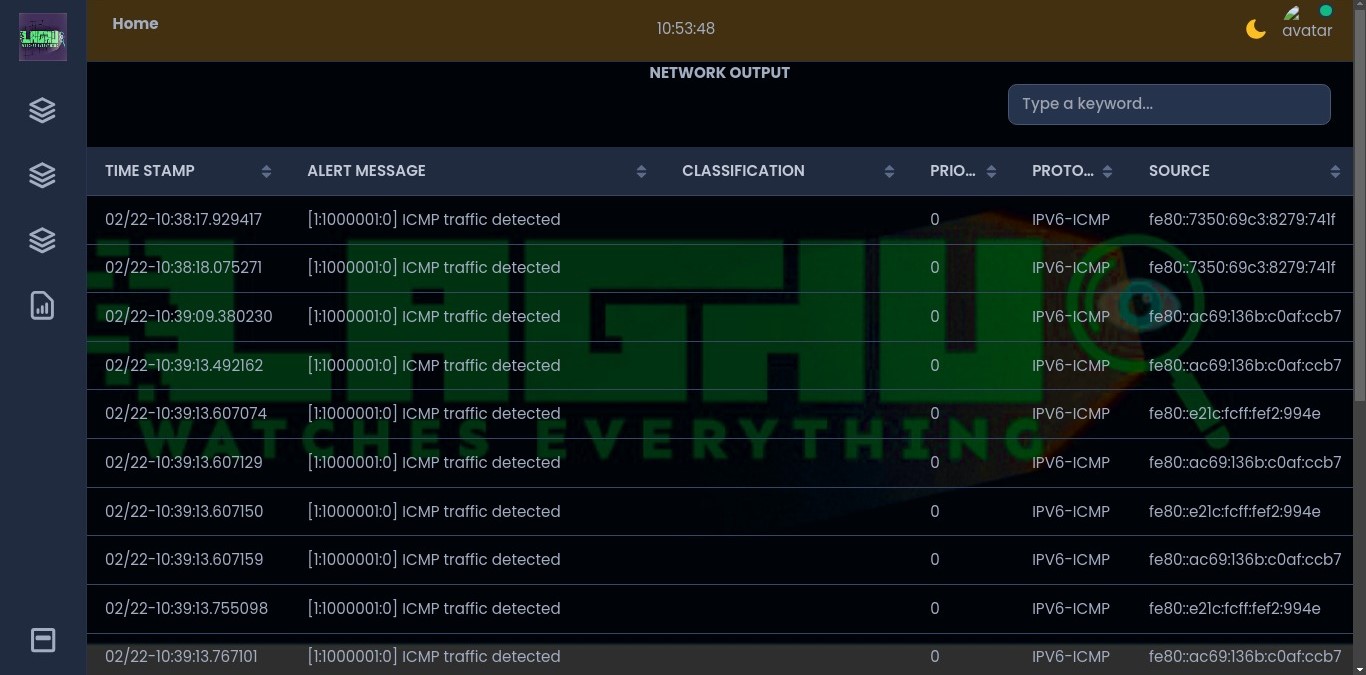 Home
10:53:48
avatar
NETWORK OUTPUT
Type a keyword...
TIME STAMP ALERT MESSAGE CLASSIFICATION PRIO... PROTO... SOURCE
02/22-10:38:17.929417 [1:1000001:0] ICMP traffic detected 0 IPV6-ICMP fe80::7350:69c3:8279:741f
02/22-10:38:18.075271 [1:1000001:0] ICMP traffic detected 0 IPV6-ICMP fe80::7350:69c3:8279:741f
02/22-10:39:09.380230 [1:1000001:0] ICMP traffic detected 0 IPV6-ICMP fe80::ac69:136b:c0af:ccb7
02/22-10:39:13.492162 [1:1000001:0] ICMP traffic detected 0 IPV6-ICMP fe80::ac69:136b:c0af:ccb7
02/22-10:39:13.607074 [1:1000001:0] ICMP traffic detected 0 IPV6-ICMP fe80::e21c:fcff:fef2:994e
02/22-10:39:13.607129 [1:1000001:0] ICMP traffic detected 0 IPV6-ICMP fe80::ac69:136b:c0af:ccb7
02/22-10:39:13.607150 [1:1000001:0] ICMP traffic detected 0 IPV6-ICMP fe80::e21c:fcff:fef2:994e
02/22-10:39:13.607159 [1:1000001:0] ICMP traffic detected 0 IPV6-ICMP fe80::ac69:136b:c0af:ccb7
02/22-10:39:13.755098 [1:1000001:0] ICMP traffic detected 0 IPV6-ICMP fe80::e21c:fcff:fef2:994e
02/22-10:39:13.767101 [1:1000001:0] ICMP traffic detected 0 IPV6-ICMP fe80::ac69:136b:c0af:ccb7
WATCHES EVERYTHING